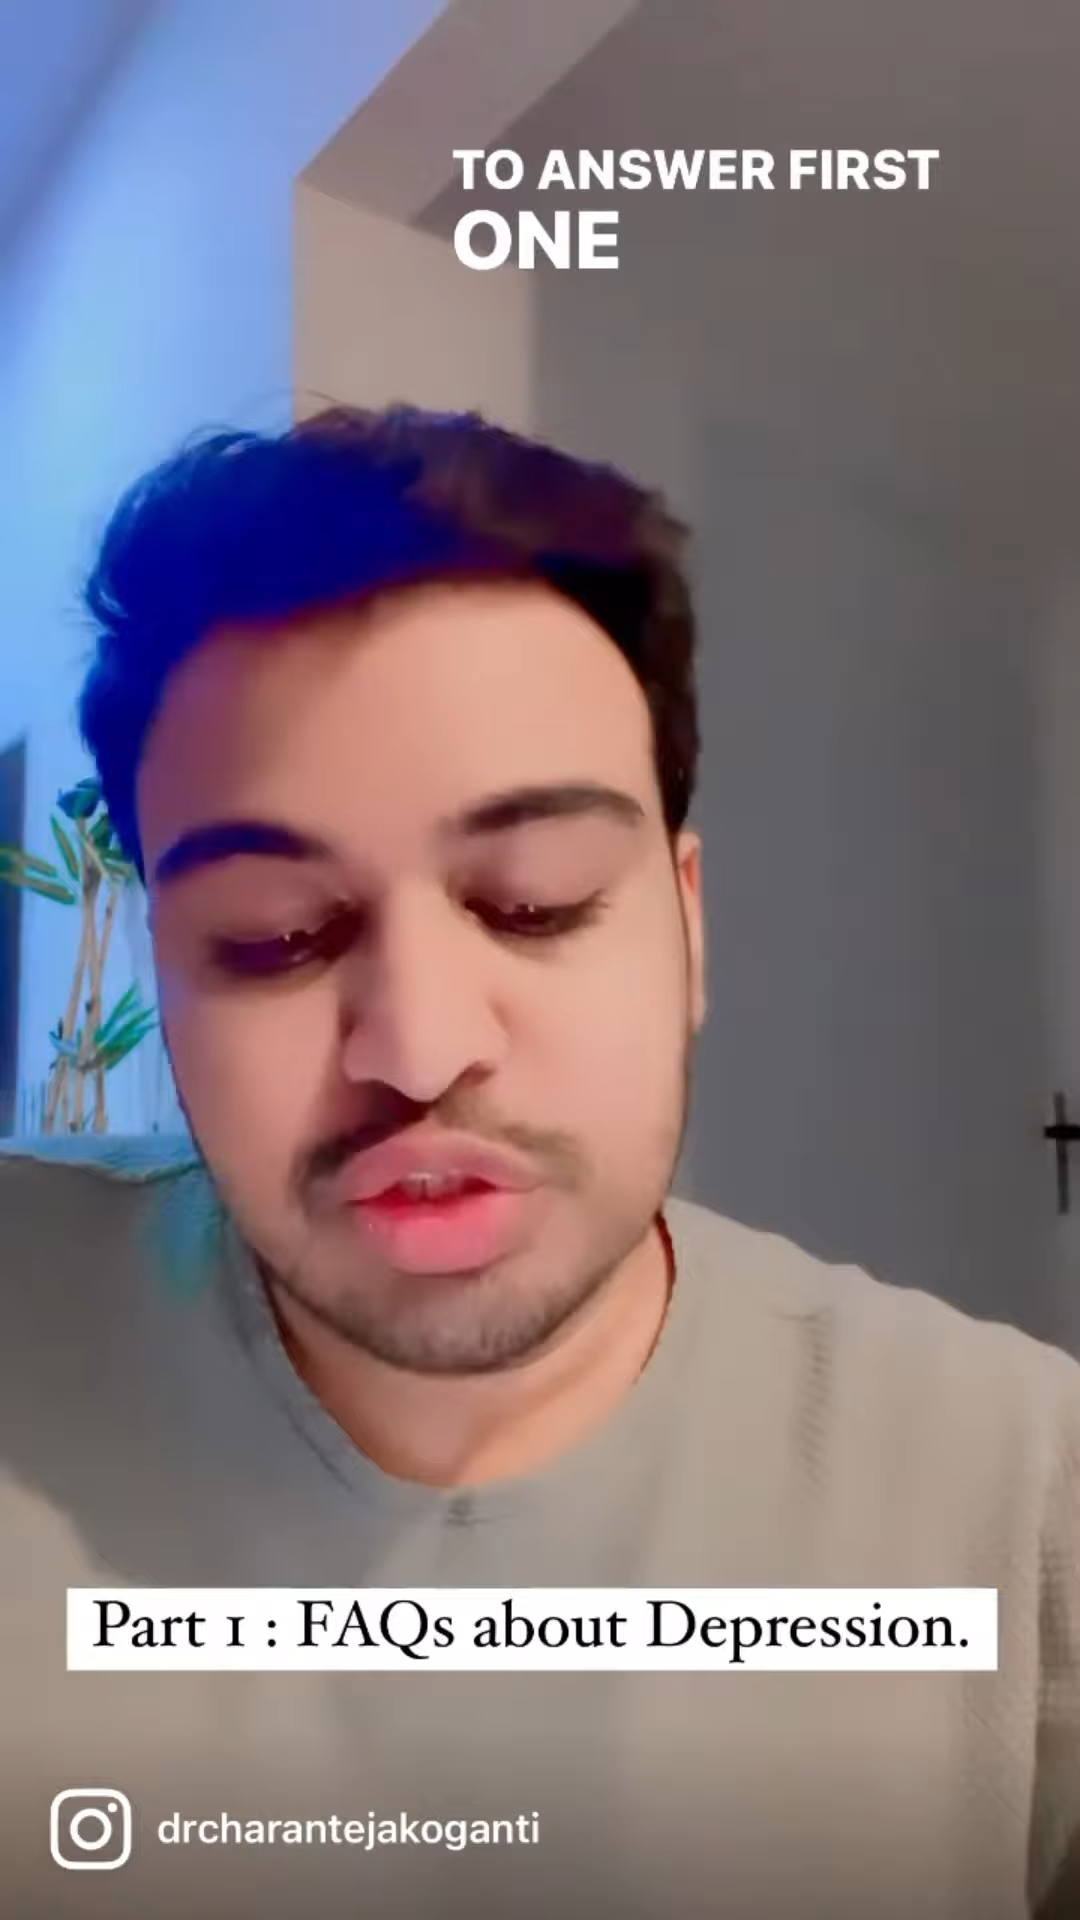 TO ANSWER FIRST
ONE
Part 1 : FAQs about Depression.
drcharantejakoganti